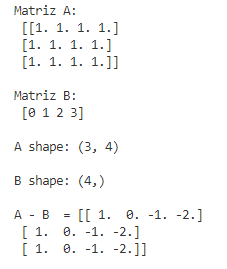 Matriz A:
[[1. 1. 1. 1.]
[1. 1. 1. 1.]
[1. 1. 1. 1.]]
Matriz B:
[0 1 2 3]
A shape: (3, 4)
B shape: (4,)
A - B  = [[ 1.  0. -1. -2.]
[ 1.  0. -1. -2.]
[ 1.  0. -1. -2.]]